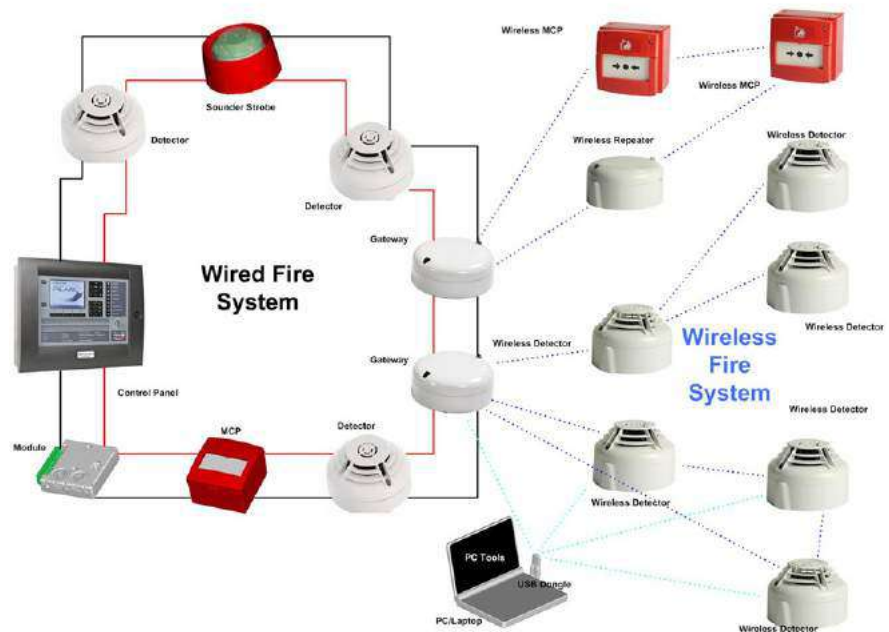 Wireless MCP
Wireless MCP
Sounder Strobe
Wireless Repeater
Wireless Detector
Detector
Detector
Gateway
Wired Fire
System
Wireless Detector
Wireless Detector
Gateway
Wireless
Fire
System
Control Panel
Wireless Detector
MCP
Detector
Module
Wireless Detector
PC Tools
USB Dongle
PC/Laptop
Wireless Detector